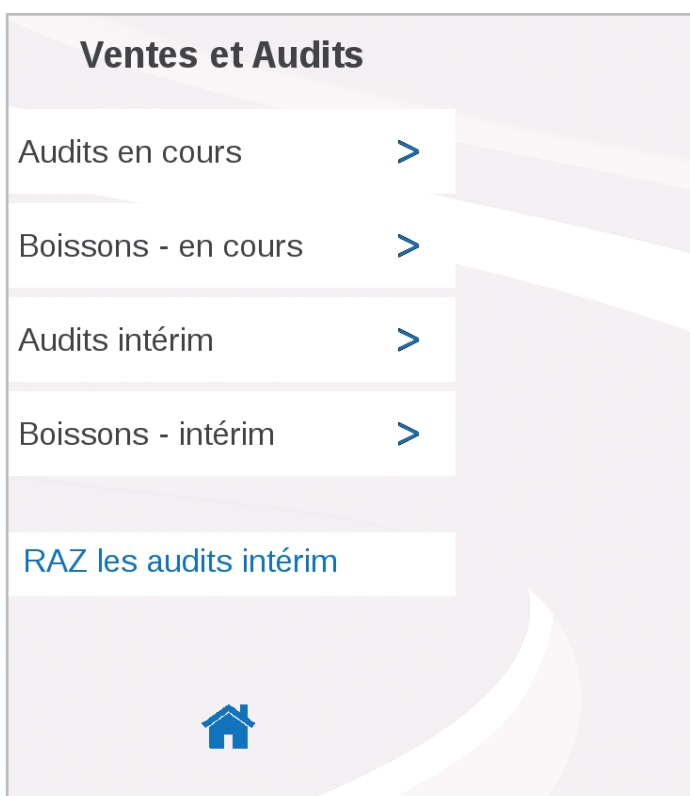 Ventes et Audits
Audits en cours >
Boissons - en cours >
Audits intérim >
Boissons - intérim >
RAZ les audits intérim